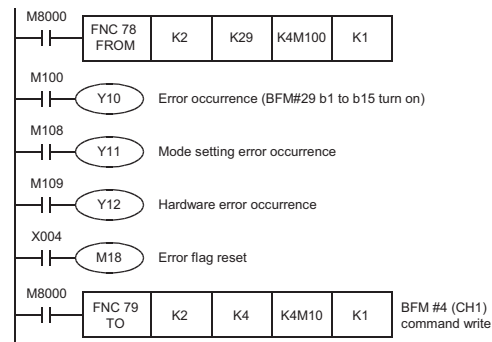 M8000
FNC 78 FROM K2 K29 K4M100 K1
M100
Y10 Error occurrence (BFM#29 b1 to b15 turn on)
M108
Y11 Mode setting error occurrence
M109
Y12 Hardware error occurrence
X004
M18 Error flag reset
M8000
FNC 79 TO K2 K4 K4M10 K1 BFM #4 (CH1) command write